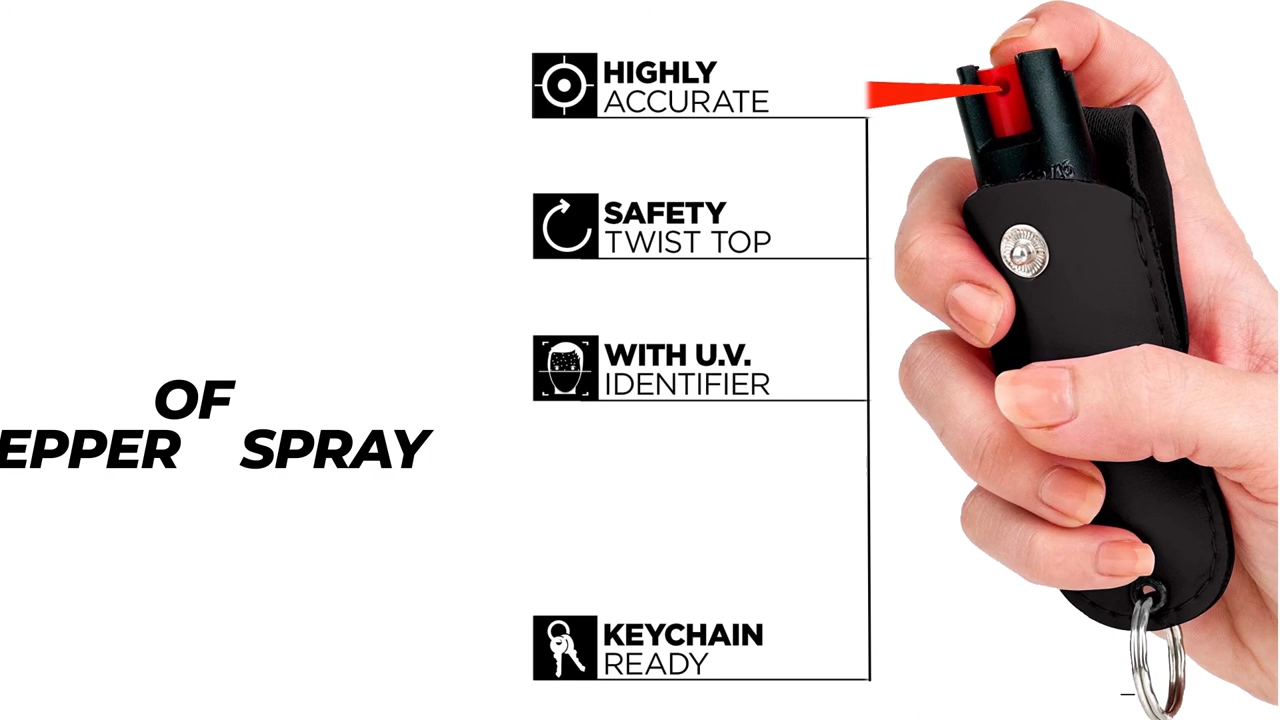 HIGHLY
ACCURATE
SAFETY
TWIST TOP
WITH U.V.
IDENTIFIER
OF
EPPER SPRAY
KEYCHAIN
READY